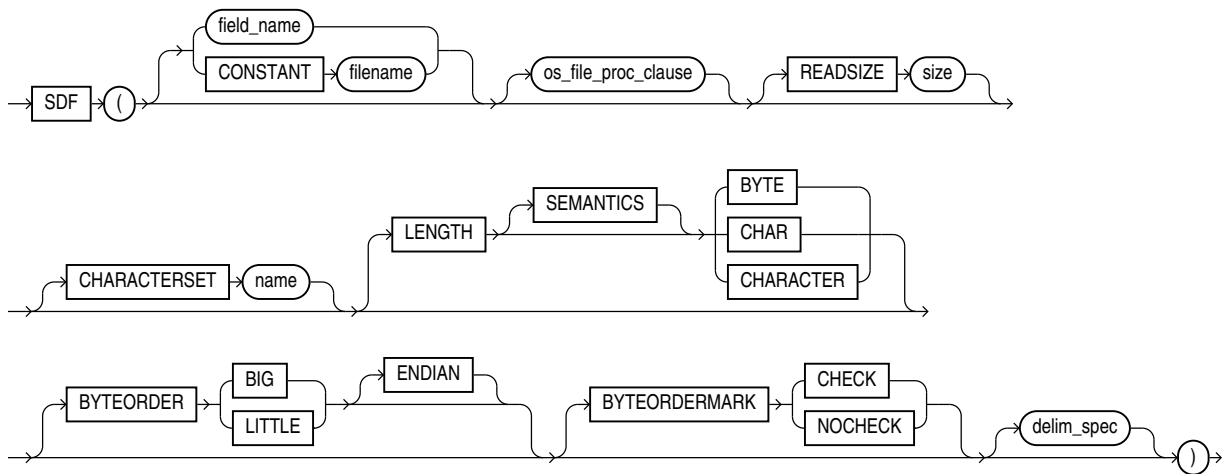 field_name
CONSTANT filename
SDF (
os_file_proc_clause
READSIZE size
CHARACTERSET name
LENGTH
SEMANTICS
BYTE
CHAR
CHARACTER
BYTEORDER
BIG
LITTLE
ENDIAN
BYTEORDERMARK
CHECK
NOCHECK
delim_spec
)